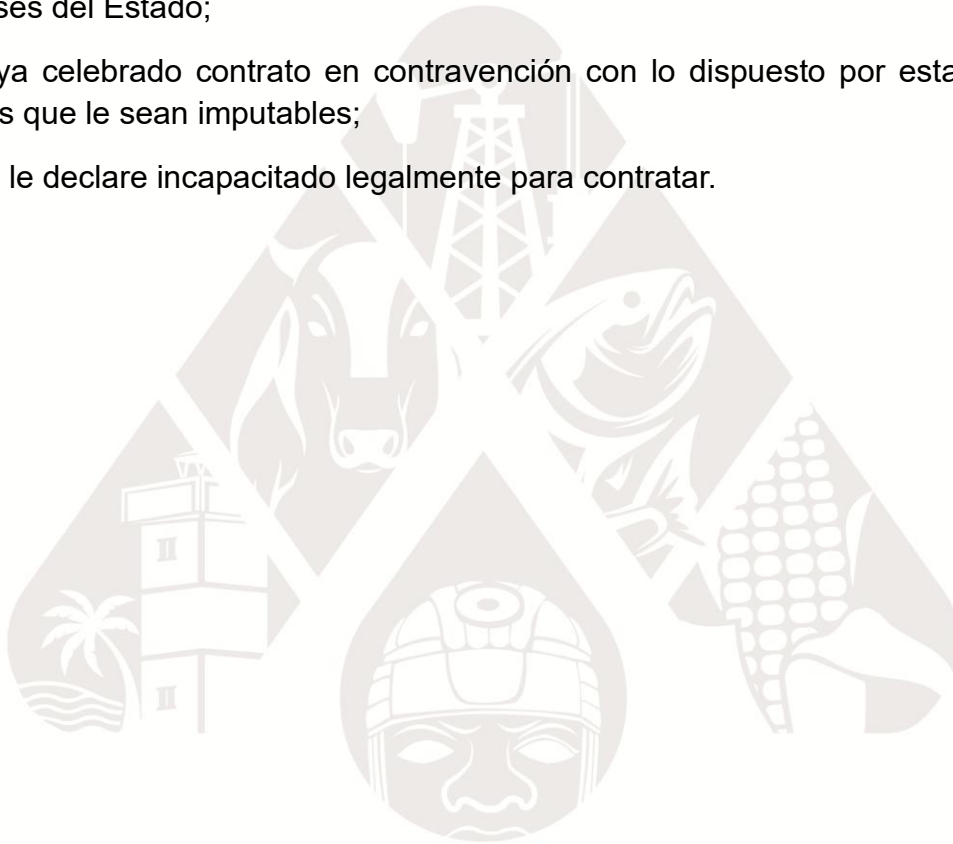 ses del Estado;
ya celebrado contrato en contravención con lo dispuesto por esta
s que le sean imputables;
le declare incapacitado legalmente para contratar.